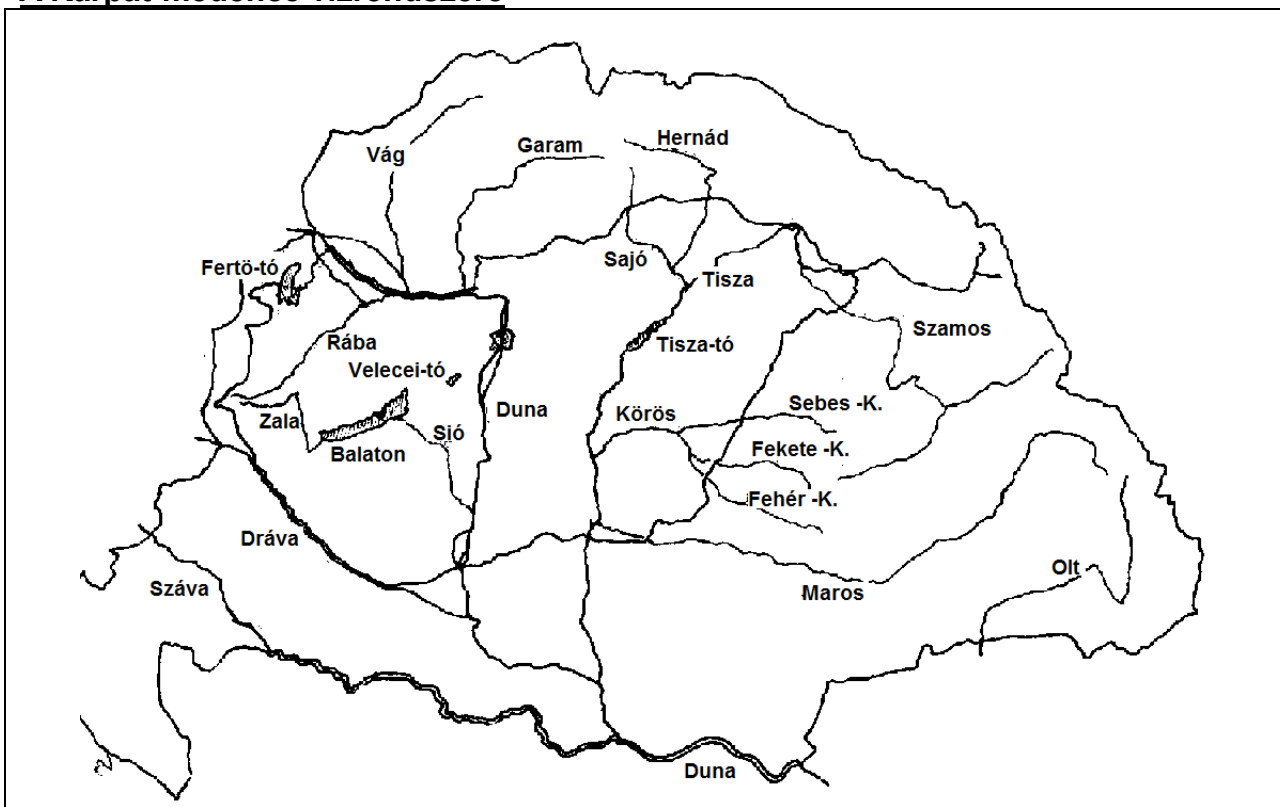 Vág
Garam
Hernád
Fertö-tó
Sajó
Tisza
Rába
Szamos
Velecei-tó
Tisza-tó
Zala
Duna
Körös
Sebes -K.
Sió
Balaton
Fekete -K.
Fehér -K.
Dráva
Olt
Száva
Maros
Duna